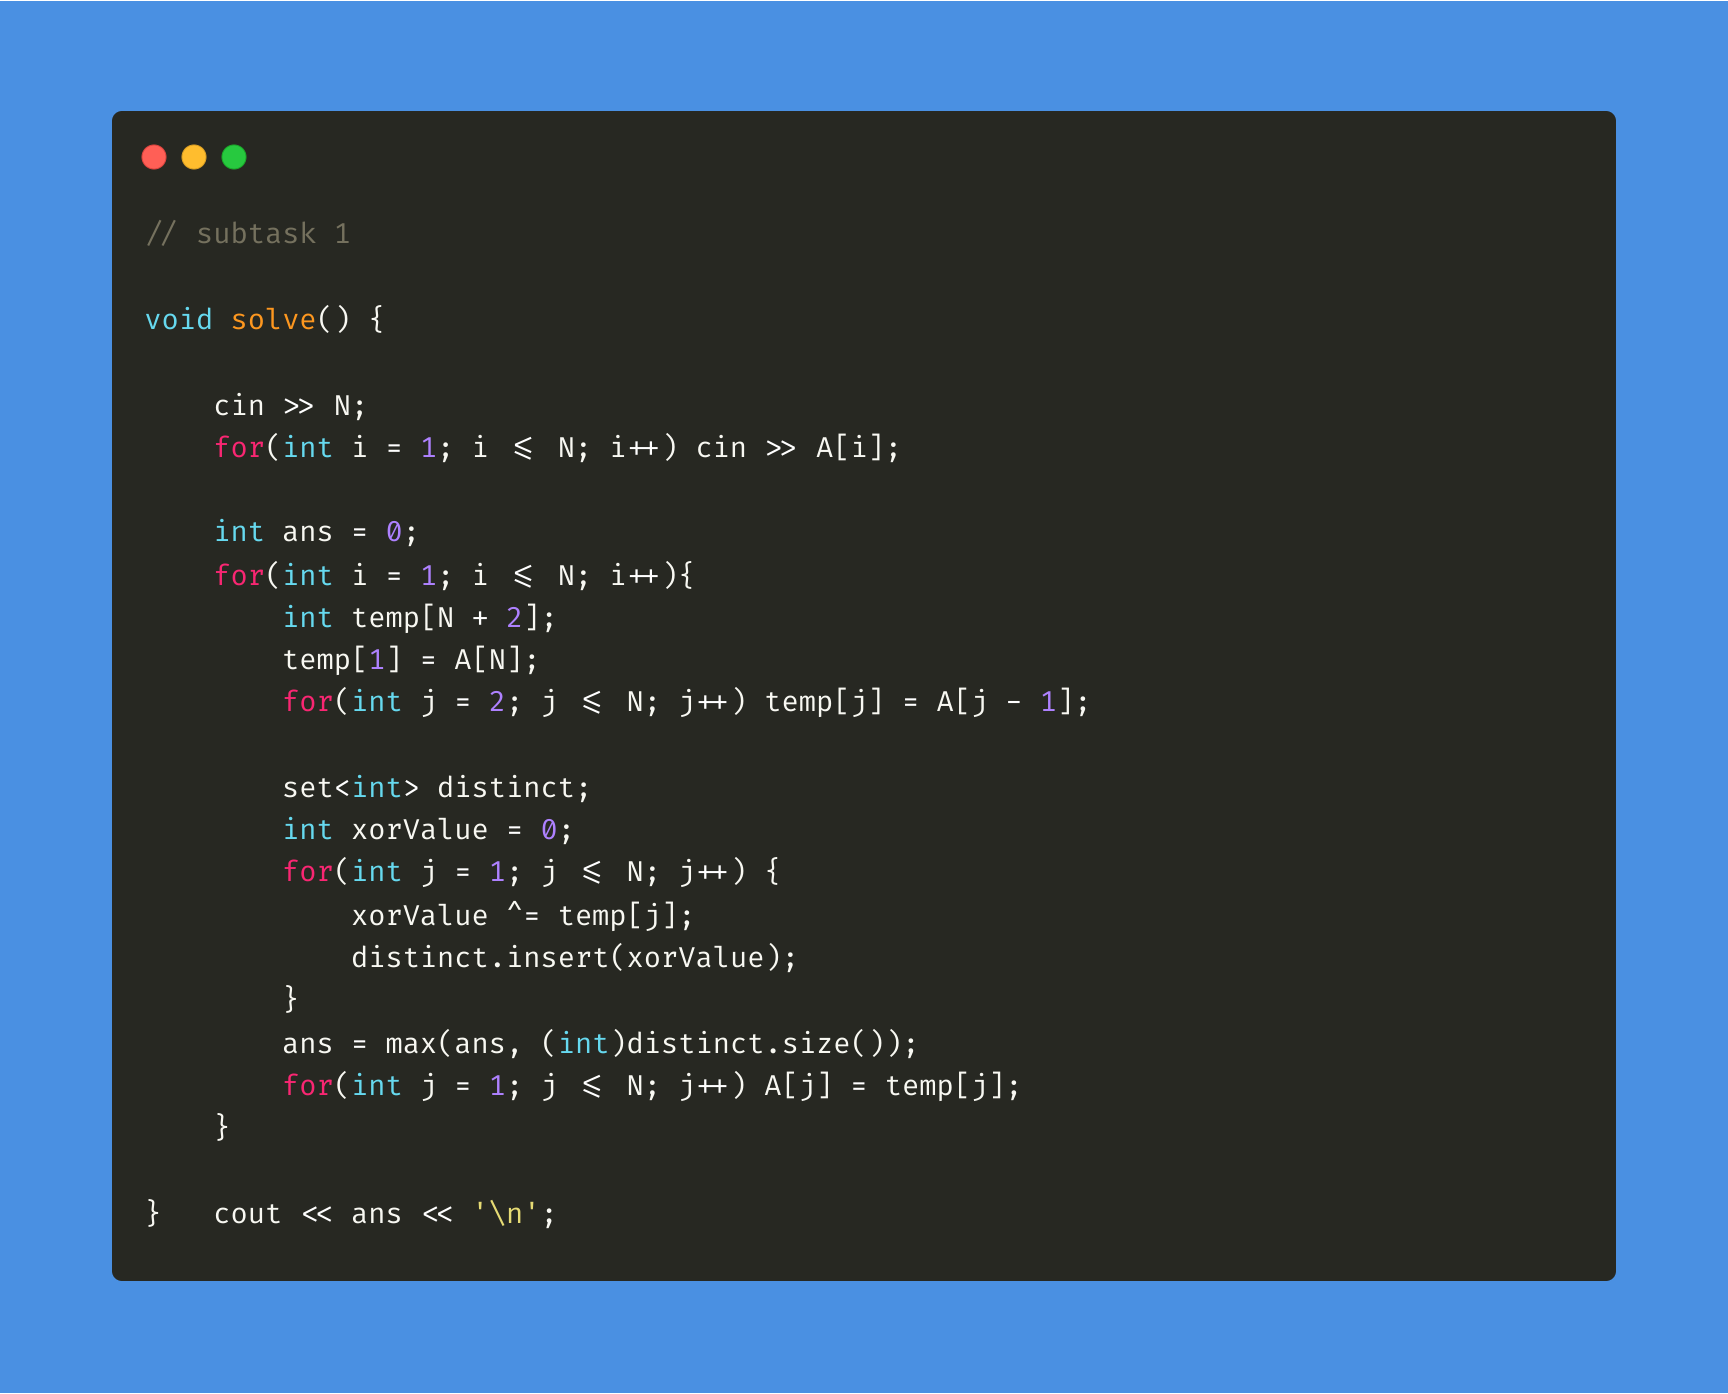 // subtask 1
void solve() {
    cin >> N;
    for(int i = 1; i <= N; i++) cin >> A[i];
    int ans = 0;
    for(int i = 1; i <= N; i++){
        int temp[N + 2];
        temp[1] = A[N];
        for(int j = 2; j <= N; j++) temp[j] = A[j - 1];
        set<int> distinct;
        int xorValue = 0;
        for(int j = 1; j <= N; j++) {
            xorValue ^= temp[j];
            distinct.insert(xorValue);
        }
        ans = max(ans, (int)distinct.size());
        for(int j = 1; j <= N; j++) A[j] = temp[j];
    }
}   cout << ans << '\n';